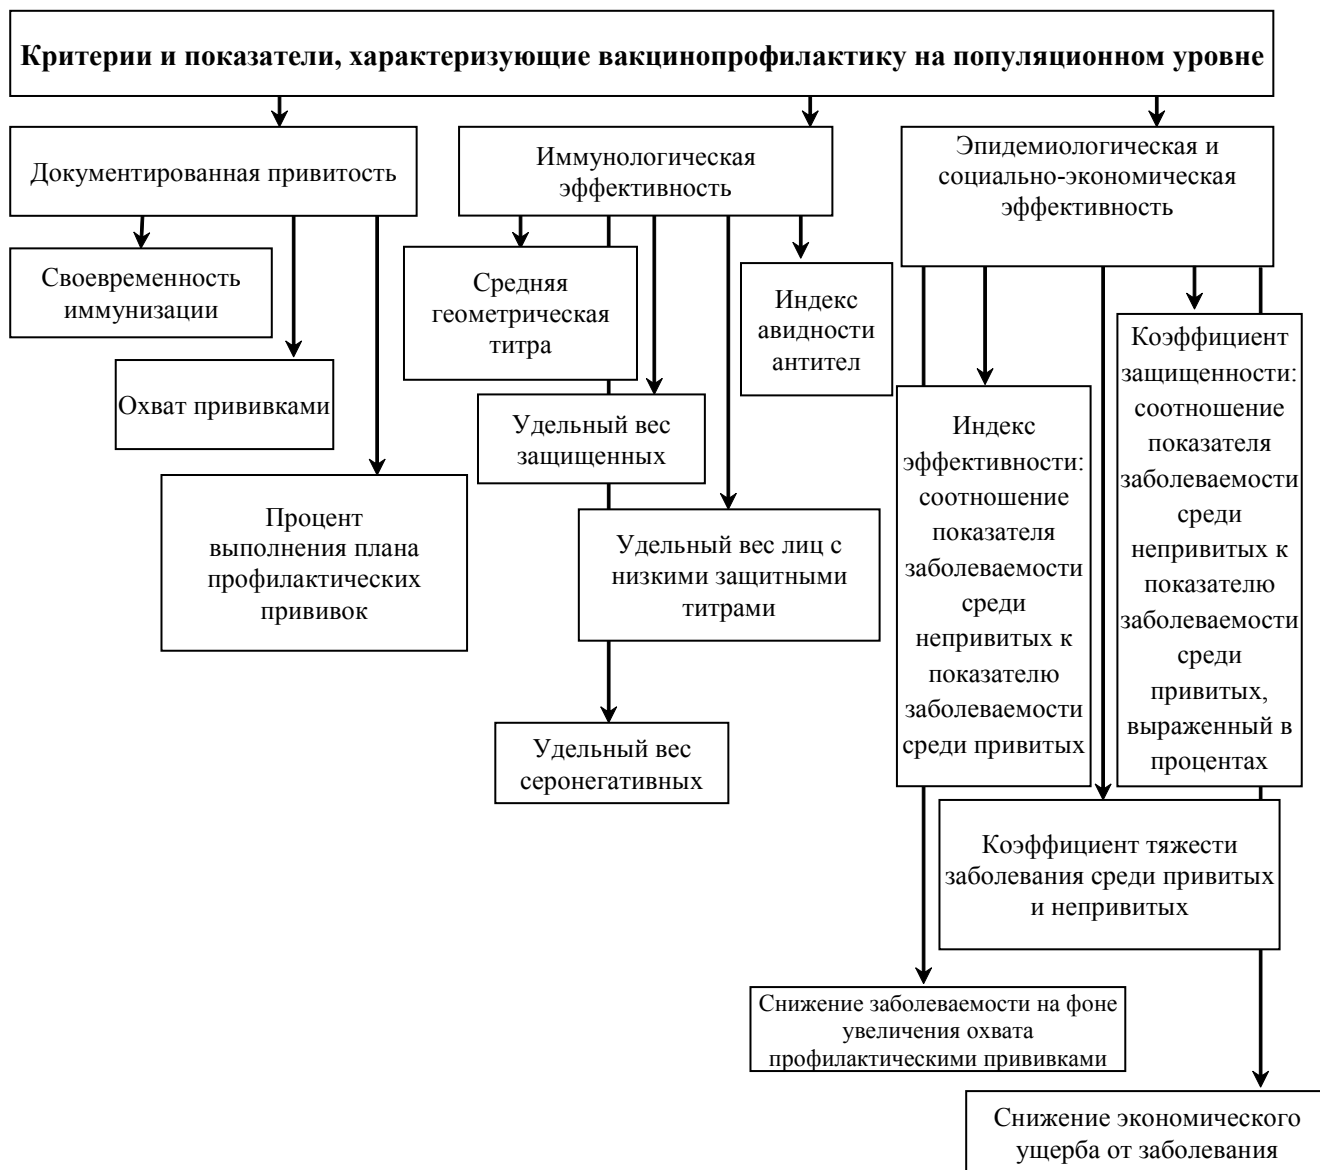 Критерии и показатели, характеризующие вакцинопрофилактику на популяционном уровне
Документированная привитость
Своевременность
иммунизации
Охват прививками
Процент
выполнения плана
профилактических
прививок
Иммунологическая
эффективность
Средняя
геометрическая
титра
Удельный вес
защищенных
Удельный вес лиц с
низкими защитными
титрами
Индекс
авидности
антител
Удельный вес
серонегативных
Эпидемиологическая и
социально-экономическая
эффективность
Индекс
эффективности:
соотношение
показателя
заболеваемости
среди
непривитых к
показателю
заболеваемости
среди привитых
Коэффициент
защищенности:
соотношение
показателя
заболеваемости
среди
непривитых к
показателю
заболеваемости
среди
привитых,
выраженный в
процентах
Коэффициент тяжести
заболевания среди привитых
и непривитых
Снижение заболеваемости на фоне
увеличения охвата
профилактическими прививками
Снижение экономического
ущерба от заболевания